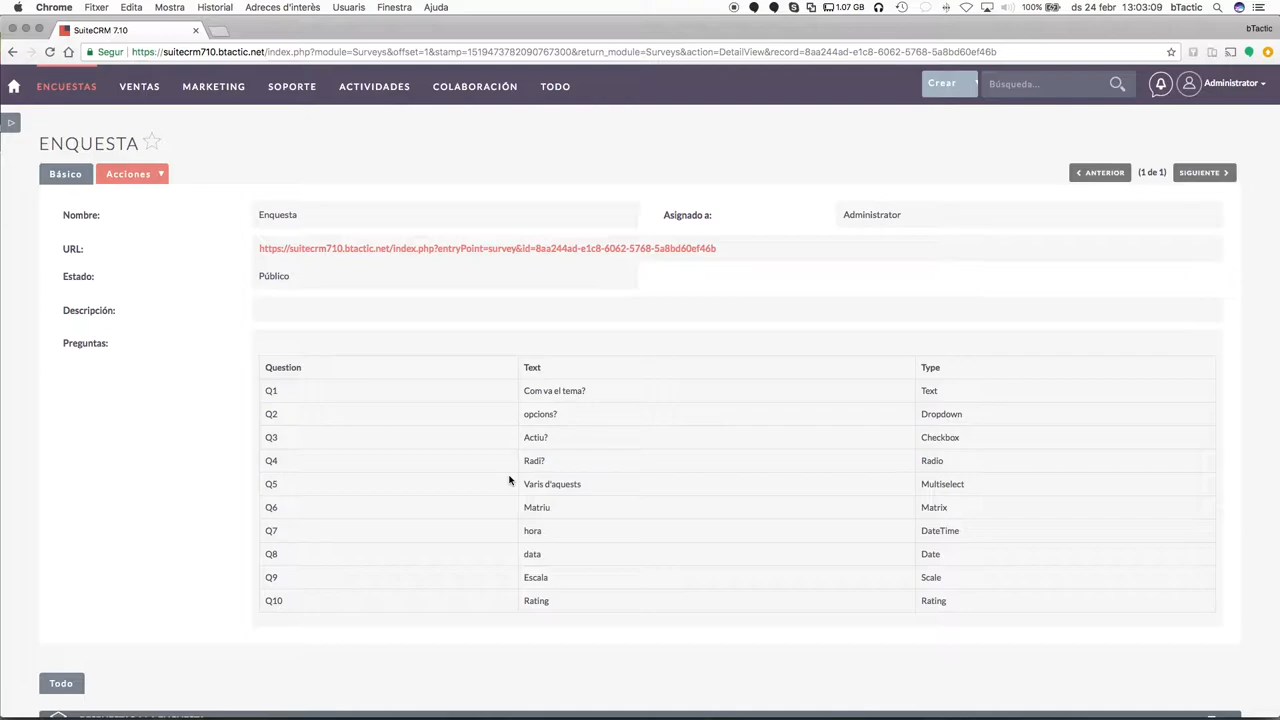 Chrome Fitxer Edita Mostra Historial Adreces d'interès Usuaris Finestra Ajuda 1.07 GB 100% ds 24 febr 13:03:09 bTactic
SuiteCRM 7.10 bTactic
Segur https://suitecrm710.btactic.net/index.php?module=Surveys&offset=1&stamp=1519473782090767300&return_module=Surveys&action=DetailView&record=8aa244ad-e1c8-6062-5768-5a8bd60ef46b
ENCUESTAS VENTAS MARKETING SOPORTE ACTIVIDADES COLABORACIÓN TODO Crear Búsqueda... Administrator
ENQUESTA
Básico Acciones ANTERIOR (1 de 1) SIGUIENTE
Nombre: Enquesta Asignado a: Administrator
URL: https://suitecrm710.btactic.net/index.php?entryPoint=survey&id=8aa244ad-e1c8-6062-5768-5a8bd60ef46b
Estado: Público
Descripción:
Preguntas:
Question Text Type
Q1 Com va el tema? Text
Q2 opcions? Dropdown
Q3 Actiu? Checkbox
Q4 Radi? Radio
Q5 Varis d'aquests Multiselect
Q6 Matriu Matrix
Q7 hora DateTime
Q8 data Date
Q9 Escala Scale
Q10 Rating Rating
Todo